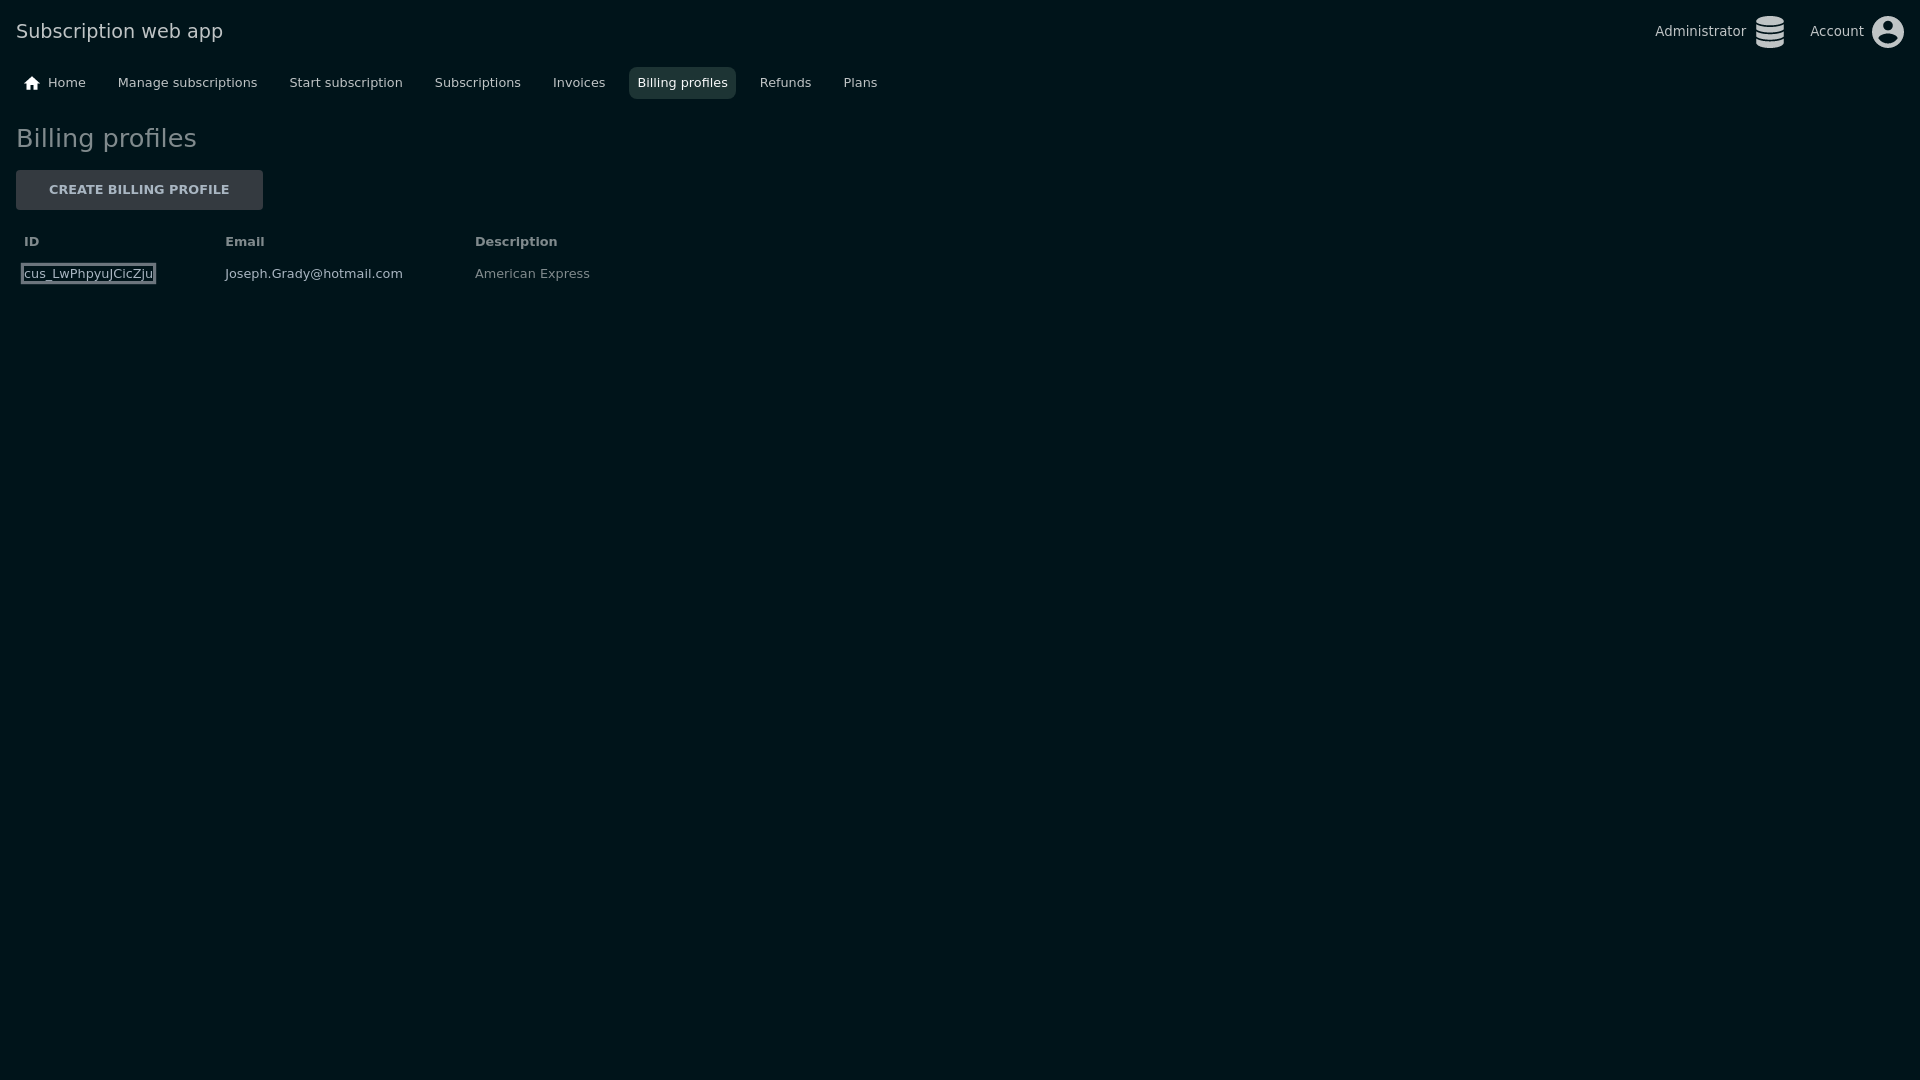 Subscription web app
Administrator
Account
Home
Manage subscriptions
Start subscription
Subscriptions
Invoices
Billing profiles
Refunds
Plans
Billing profiles
CREATE BILLING PROFILE
ID Email Description
cus_LwPhpyuJCicZju Joseph.Grady@hotmail.com American Express